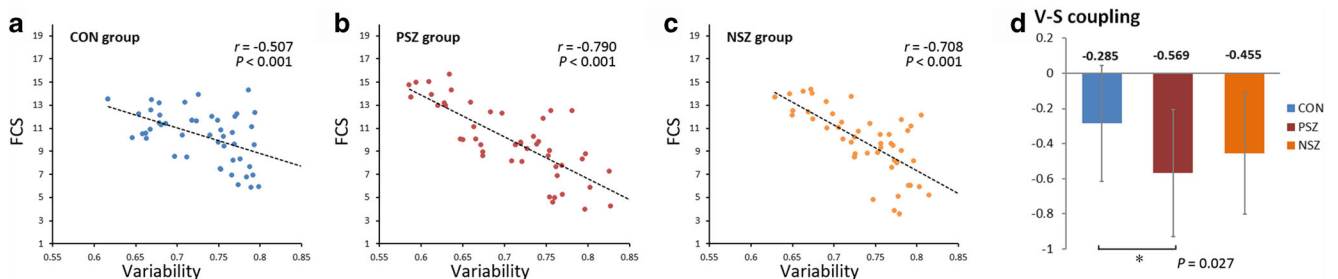 a
CON group
r = -0.507
P < 0.001
FCS
19
17
15
13
11
9
7
5
3
1
0.55 0.6 0.65 0.7 0.75 0.8 0.85
Variability
b
PSZ group
r = -0.790
P < 0.001
FCS
19
17
15
13
11
9
7
5
3
1
0.55 0.6 0.65 0.7 0.75 0.8 0.85
Variability
c
NSZ group
r = -0.708
P < 0.001
FCS
19
17
15
13
11
9
7
5
3
1
0.55 0.6 0.65 0.7 0.75 0.8 0.85
Variability
d V-S coupling
0.2
0
-0.2
-0.4
-0.6
-0.8
-1
-0.285 -0.569 -0.455
CON
PSZ
NSZ
* P = 0.027